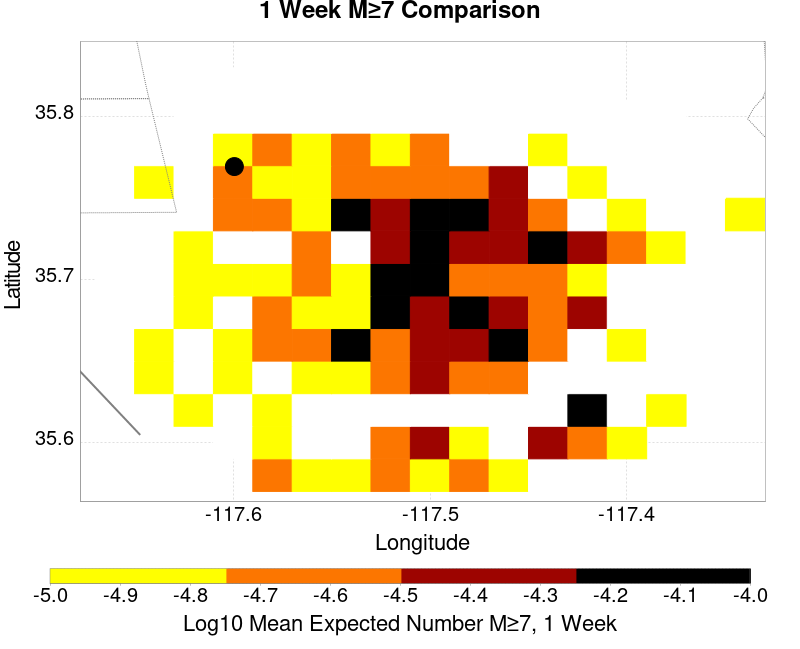 1 Week M≥7 Comparison
35.8
35.7
35.6
Latitude
-117.6 -117.5 -117.4
Longitude
-5.0 -4.9 -4.8 -4.7 -4.6 -4.5 -4.4 -4.3 -4.2 -4.1 -4.0
Log10 Mean Expected Number M≥7, 1 Week